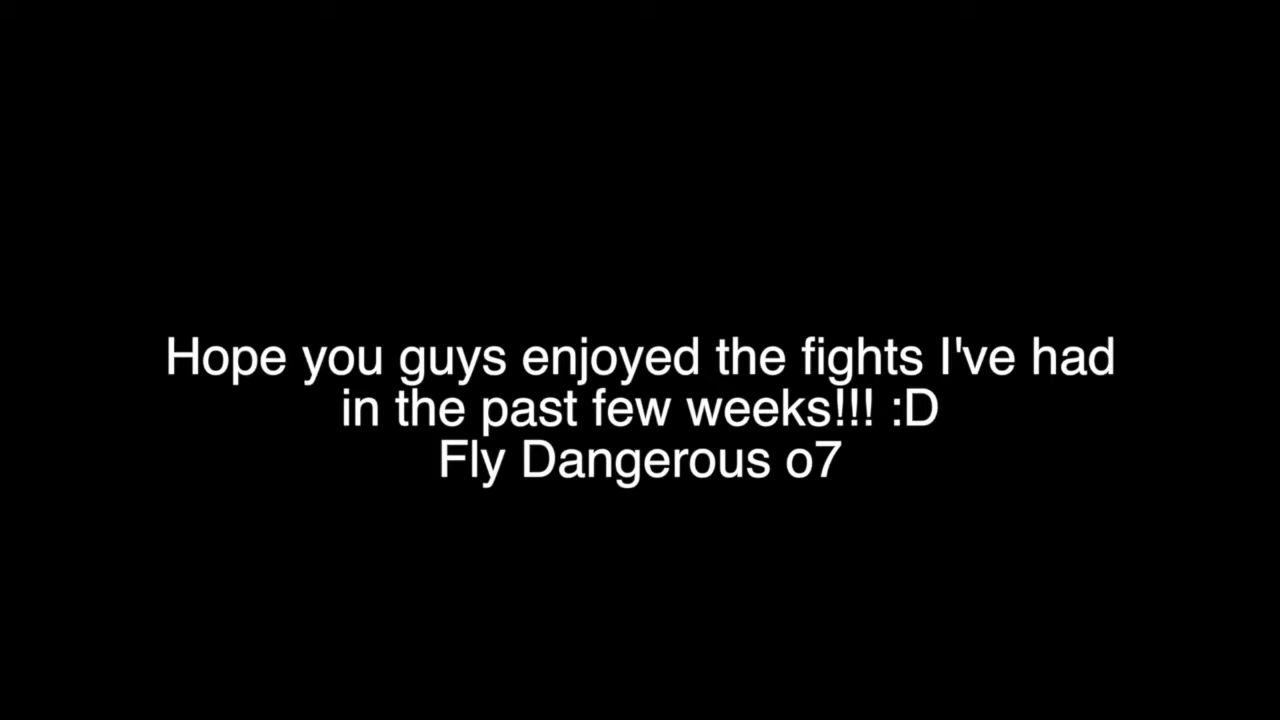 Hope you guys enjoyed the fights I've had
in the past few weeks!!! :D
Fly Dangerous o7